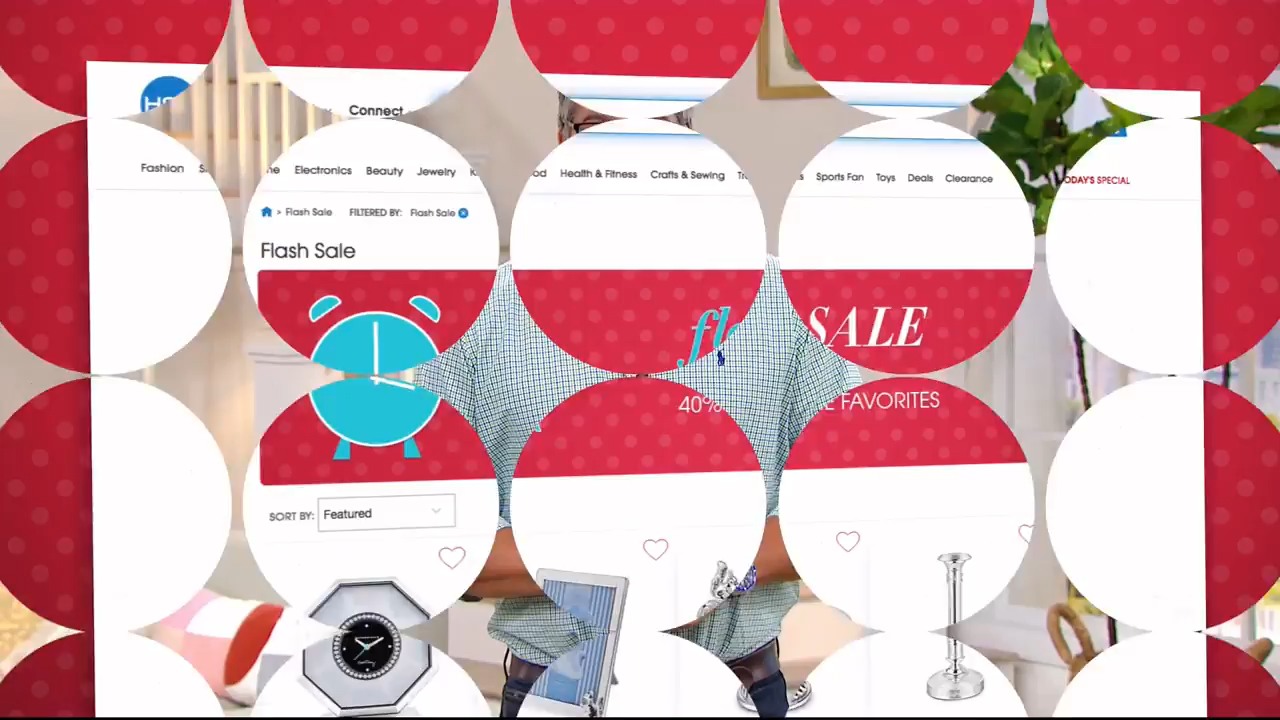 Connect
Fashion Electronics Beauty Jewelry Health & Fitness Crafts & Sewing Sports Fan Toys Deals Clearance
TODAY'S SPECIAL
> Flash Sale FILTERED BY: Flash Sale
Flash Sale
SALE
40% FAVORITES
SORT BY: Featured